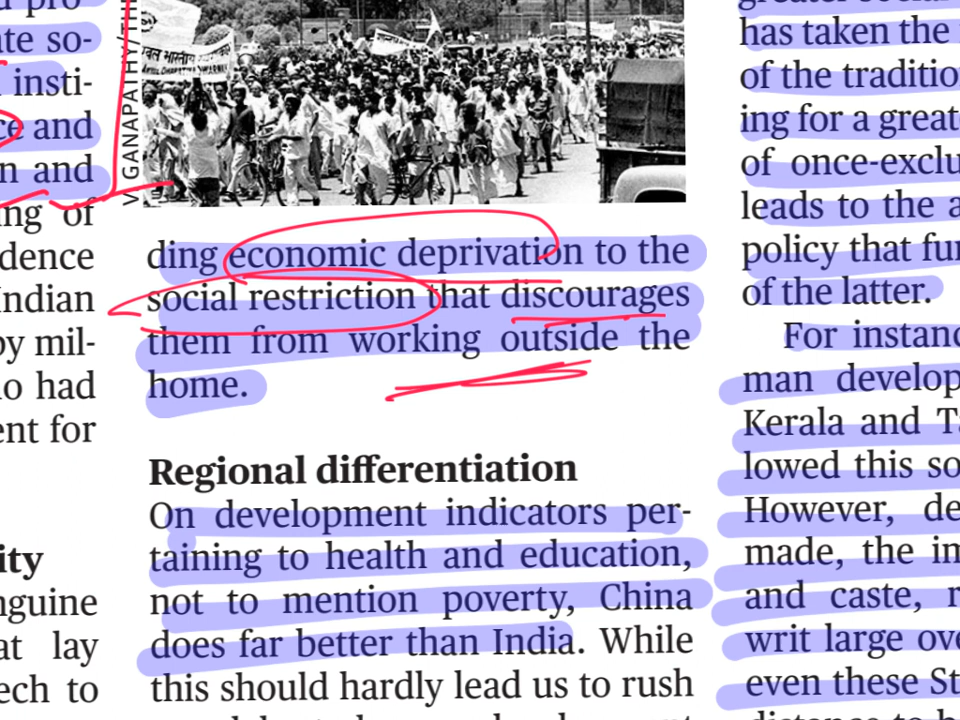 ate so-
insti-
and
and
ng of
dence
Indian
by mil-
o had
ent for
ity
nguine
at lay
ech to
V GANAPATHY/TH
ding economic deprivation to the
social restriction that discourages
them from working outside the
home.
Regional differentiation
On development indicators per-
taining to health and education,
not to mention poverty, China
does far better than India. While
this should hardly lead us to rush
has taken the
of the traditio
ing for a great
of once-exclu
leads to the a
policy that fur
of the latter.
For instanc
man develop
Kerala and Ta
lowed this so
However, de
made, the im
and caste, r
writ large ove
even these St